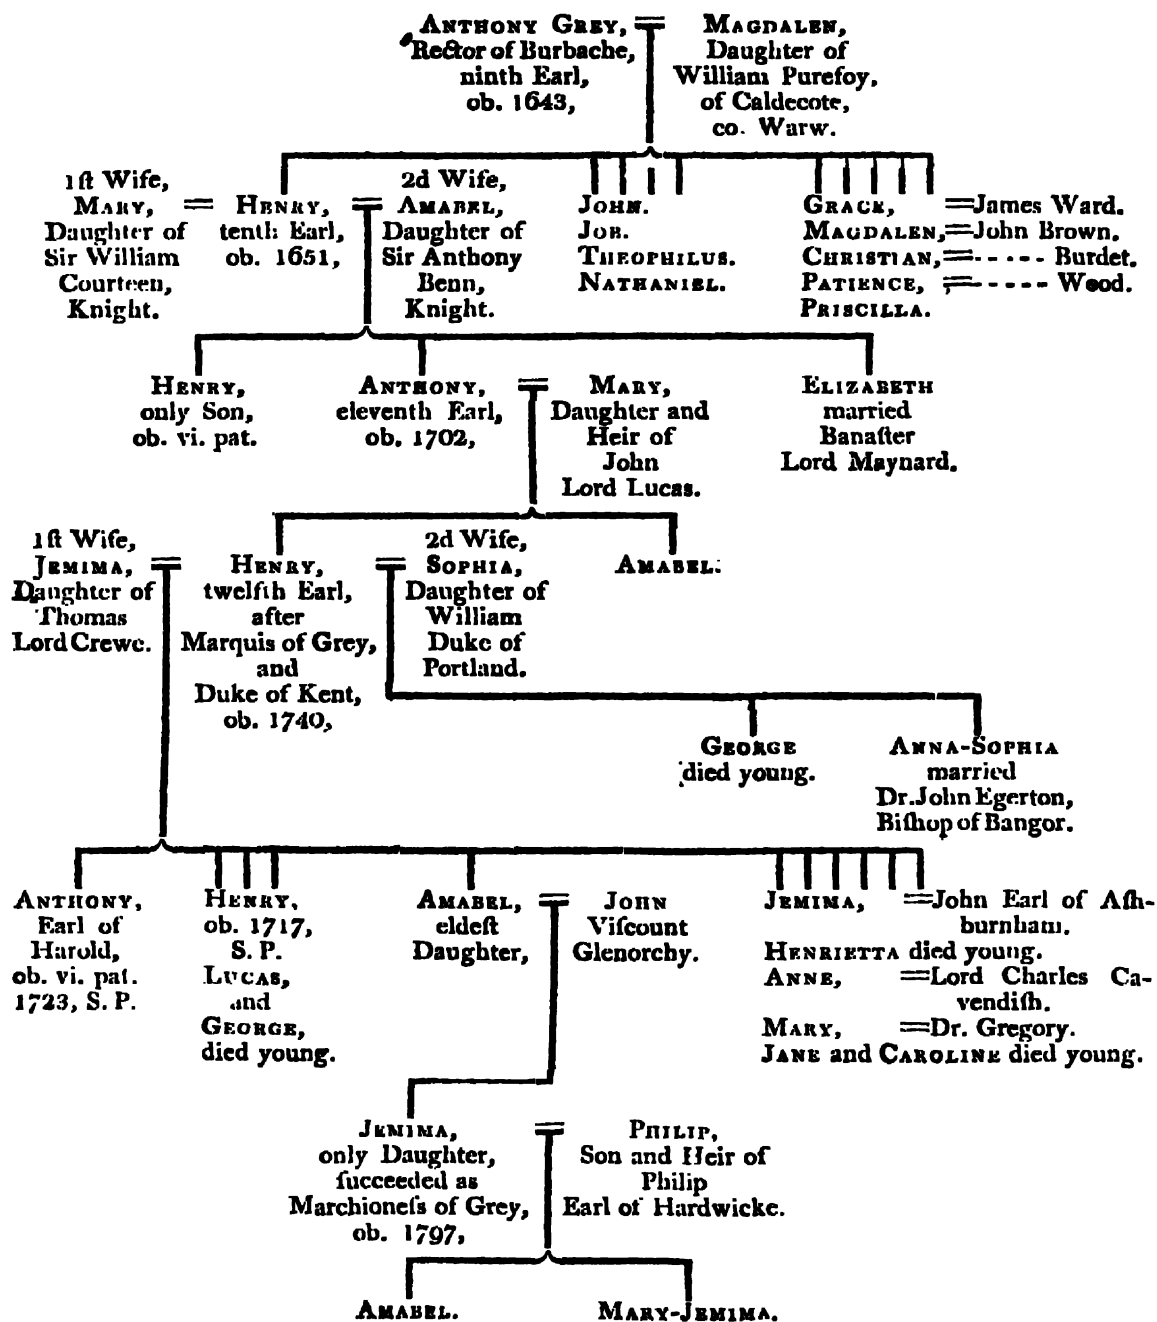 ANTHONY GREY,
Rector of Burbache,
ninth Earl,
ob. 1643,
=
MAGDALEN,
Daughter of
William Purefoy,
of Caldecote,
co. Warw.
1ſt Wife,
MARY,
Daughter of
Sir William
Courteen,
Knight.
=
HENRY,
tenth Earl,
ob. 1651,
=
2d Wife,
AMABEL,
Daughter of
Sir Anthony
Benn,
Knight.
JOHN.
JOB.
THEOPHILUS.
NATHANIEL.
GRACE, =James Ward.
MAGDALEN,=John Brown.
CHRISTIAN,=----- Burdet.
PATIENCE, =----- Wood.
PRISCILLA.
HENRY,
only Son,
ob. vi. pat.
ANTHONY,
eleventh Earl,
ob. 1702,
=
MARY,
Daughter and
Heir of
John
Lord Lucas.
ELIZABETH
married
Banaſter
Lord Maynard.
1ſt Wife,
JEMIMA,
Daughter of
Thomas
Lord Crewe.
=
HENRY,
twelfth Earl,
after
Marquis of Grey,
and
Duke of Kent,
ob. 1740,
=
2d Wife,
SOPHIA,
Daughter of
William
Duke of
Portland.
AMABEL.
GEORGE
died young.
ANNA-SOPHIA
married
Dr. John Egerton,
Biſhop of Bangor.
ANTHONY,
Earl of
Harold,
ob. vi. pat.
1723, S. P.
HENRY,
ob. 1717,
S. P.
LUCAS,
and
GEORGE,
died young.
AMABEL,
eldeſt
Daughter,
=
JOHN
Viſcount
Glenorchy.
JEMIMA, =John Earl of Aſh-
burnham.
HENRIETTA died young.
ANNE, =Lord Charles Ca-
vendiſh.
MARY, =Dr. Gregory.
JANE and CAROLINE died young.
JEMIMA,
only Daughter,
ſucceeded as
Marchioneſs of Grey,
ob. 1797,
=
PHILIP,
Son and Heir of
Philip
Earl of Hardwicke.
AMABEL.
MARY-JEMIMA.